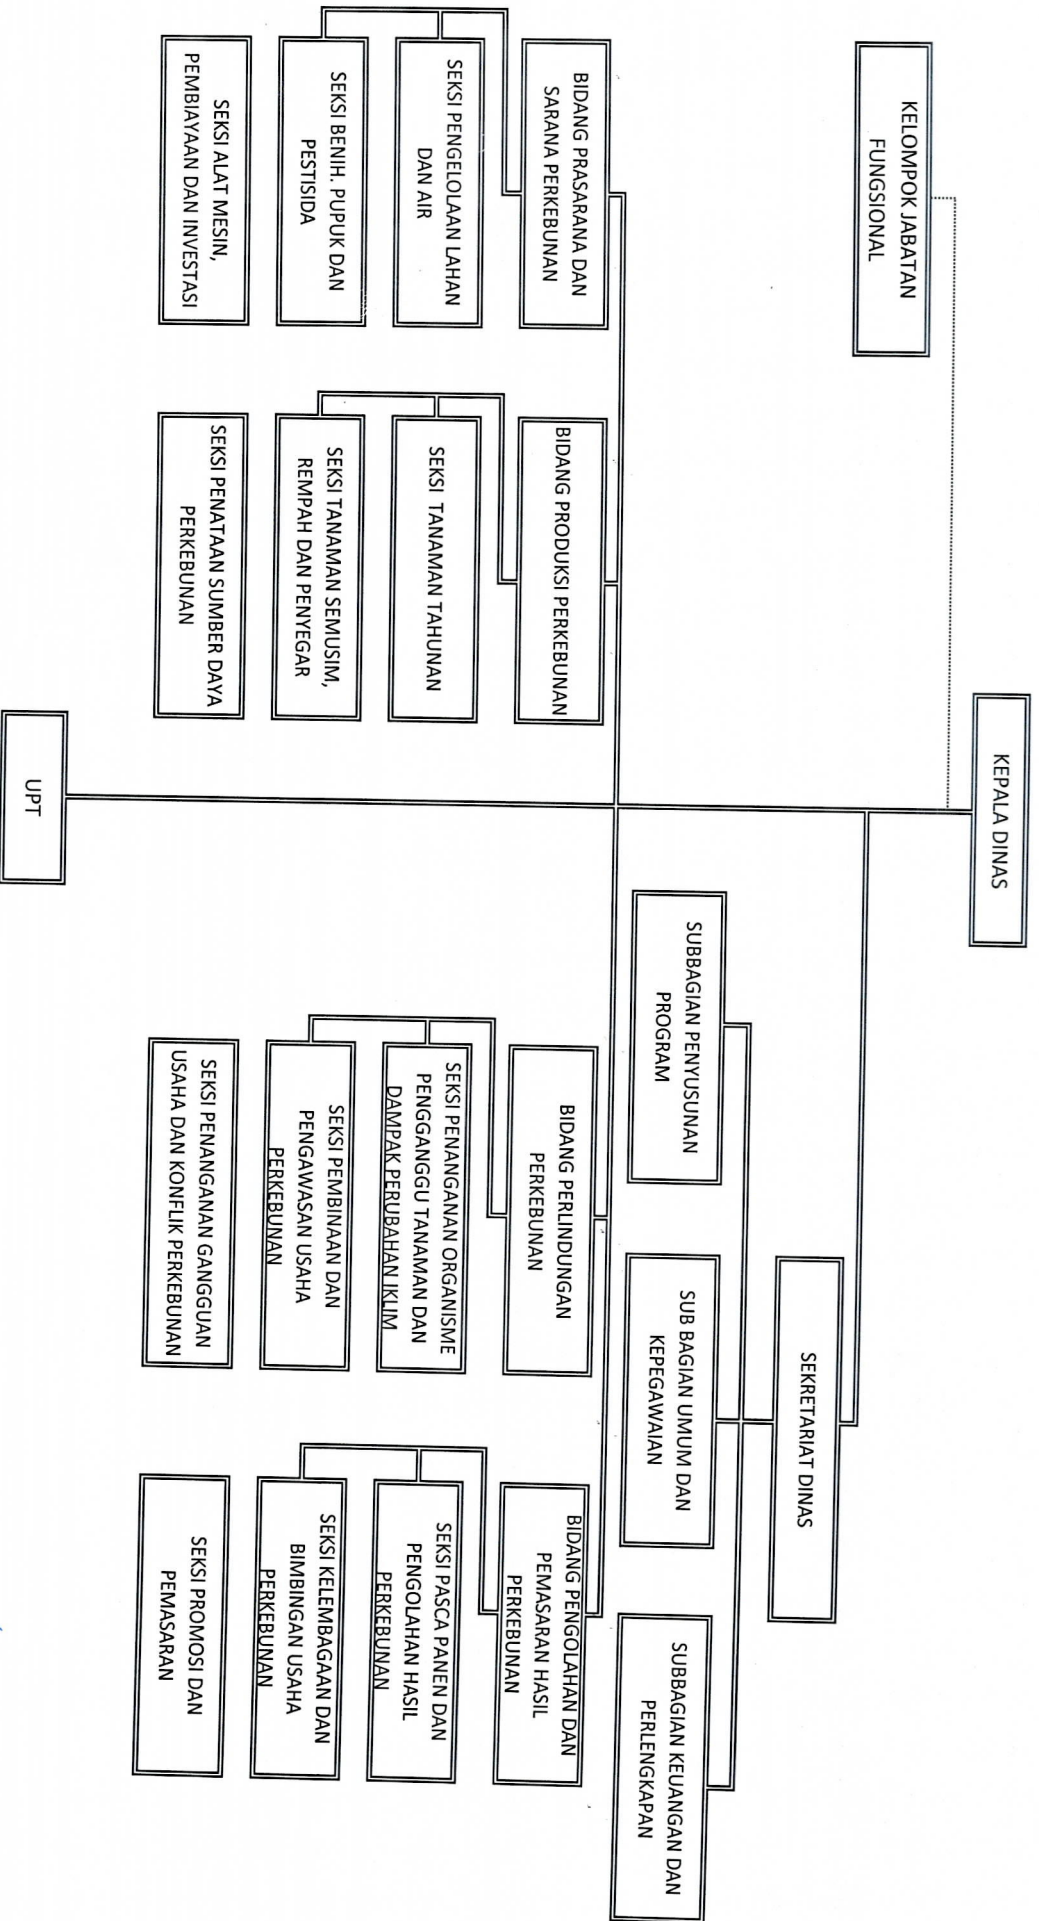 KEPALA DINAS
KELOMPOK JABATAN
FUNGSIONAL
SEKRETARIAT DINAS
SUBBAGIAN PENYUSUNAN
PROGRAM
SUB BAGIAN UMUM DAN
KEPEGAWAIAN
SUBBAGIAN KEUANGAN DAN
PERLENGKAPAN
BIDANG PRASARANA DAN
SARANA PERKEBUNAN
SEKSI PENGELOLAAN LAHAN
DAN AIR
SEKSI BENIH. PUPUK DAN
PESTISIDA
SEKSI ALAT MESIN,
PEMBIAYAAN DAN INVESTASI
BIDANG PRODUKSI PERKEBUNAN
SEKSI TANAMAN TAHUNAN
SEKSI TANAMAN SEMUSIM,
REMPAH DAN PENYEGAR
SEKSI PENATAAN SUMBER DAYA
PERKEBUNAN
BIDANG PERLINDUNGAN
PERKEBUNAN
SEKSI PENANGANAN ORGANISME
PENGGANGGU TANAMAN DAN
DAMPAK PERUBAHAN IKLIM
SEKSI PEMBINAAN DAN
PENGAWASAN USAHA
PERKEBUNAN
SEKSI PENANGANAN GANGGUAN
USAHA DAN KONFLIK PERKEBUNAN
BIDANG PENGOLAHAN DAN
PEMASARAN HASIL
PERKEBUNAN
SEKSI PASCA PANEN DAN
PENGOLAHAN HASIL
PERKEBUNAN
SEKSI KELEMBAGAAN DAN
BIMBINGAN USAHA
PERKEBUNAN
SEKSI PROMOSI DAN
PEMASARAN
UPT